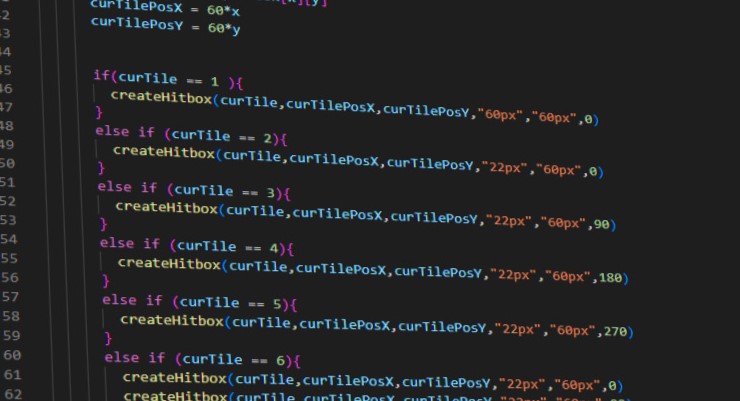 [x][y]
42 curTilePosX = 60*x
43 curTilePosY = 60*y
44
45
46 if(curTile == 1 ){
47 createHitbox(curTile,curTilePosX,curTilePosY,"60px","60px",0)
48 }
49 else if (curTile == 2){
50 createHitbox(curTile,curTilePosX,curTilePosY,"22px","60px",0)
51 }
52 else if (curTile == 3){
53 createHitbox(curTile,curTilePosX,curTilePosY,"22px","60px",90)
54 }
55 else if (curTile == 4){
56 createHitbox(curTile,curTilePosX,curTilePosY,"22px","60px",180)
57 }
58 else if (curTile == 5){
59 createHitbox(curTile,curTilePosX,curTilePosY,"22px","60px",270)
60 }
61 else if (curTile == 6){
62 createHitbox(curTile,curTilePosX,curTilePosY,"22px","60px",0)
createHitbox(curTile,curTilePosX,curTilePosY,"22px","60px"